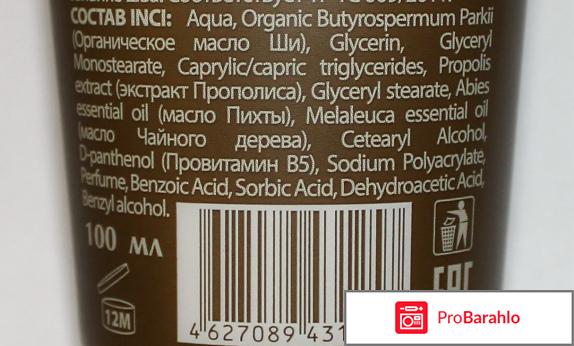 СОСТАВ INCI: Aqua, Organic Butyrospermum Parkii
(Органическое масло Ши), Glycerin, Glyceryl
Monostearate, Caprylic/capric triglycerides, Propolis
extract (экстракт Прополиса), Glyceryl stearate, Abies
essential oil (масло Пихты), Melaleuca essential oil
(масло Чайного дерева), Cetearyl Alcohol,
D-panthenol (Провитамин B5), Sodium Polyacrylate,
Perfume, Benzoic Acid, Sorbic Acid, Dehydroacetic Acid,
Benzyl alcohol.
100 мл
12M
4 627089 431
ProBarahlo